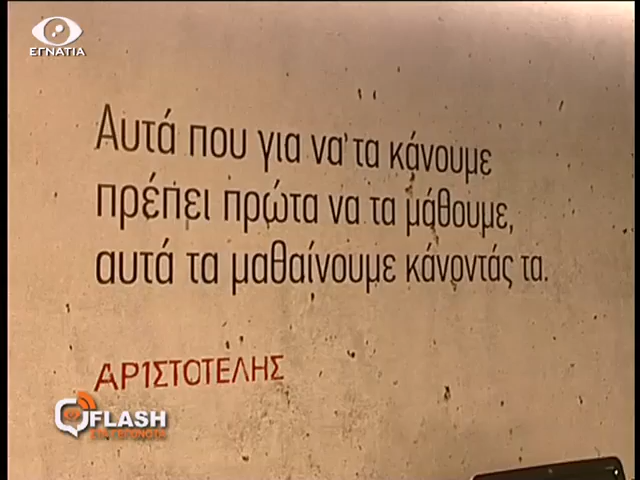 ΕΓΝΑΤΙΑ
Αυτά που για να τα κάνουμε
πρέπει πρώτα να τα μάθουμε,
αυτά τα μαθαίνουμε κάνοντάς τα.
ΑΡΙΣΤΟΤΕΛΗΣ
FLASH